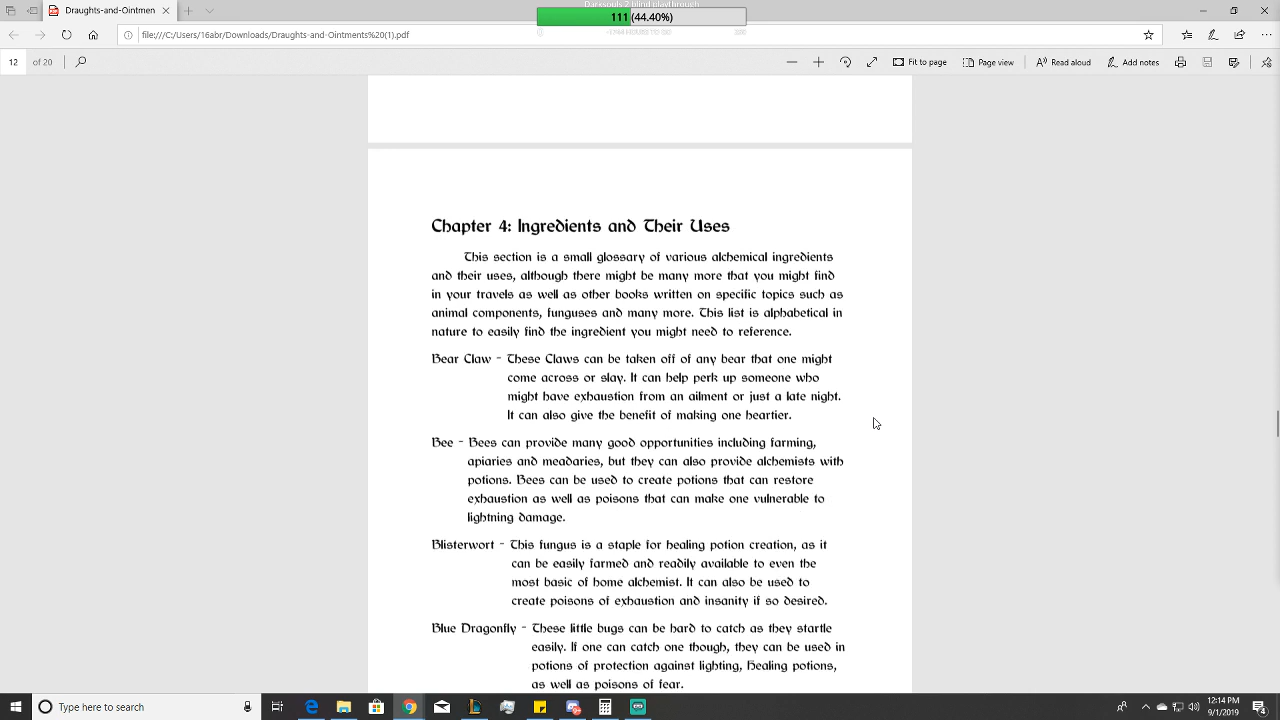 Darksouls 2 blind playthrough
111 (44.40%)
Draughts-and-Ointmen
file:///C:/Users/16abr/Downloads/Draughts-and-Ointments%20(1).pdf
12 of 20
Fit to page
Page view
Read aloud
Add notes
Chapter 4: Ingredients and Their Uses
This section is a small glossary of various alchemical ingredients
and their uses, although there might be many more that you might find
in your travels as well as other books written on specific topics such as
animal components, funguses and many more. This list is alphabetical in
nature to easily find the ingredient you might need to reference.
Bear Claw - These Claws can be taken off of any bear that one might
come across or slay. It can help perk up someone who
might have exhaustion from an ailment or just a late night.
It can also give the benefit of making one heartier.
Bee - Bees can provide many good opportunities including farming,
apiaries and meadaries, but they can also provide alchemists with
potions. Bees can be used to create potions that can restore
exhaustion as well as poisons that can make one vulnerable to
lightning damage.
Blisterwort - This fungus is a staple for healing potion creation, as it
can be easily farmed and readily available to even the
most basic of home alchemist. It can also be used to
create poisons of exhaustion and insanity if so desired.
Blue Dragonfly - These little bugs can be hard to catch as they startle
easily. If one can catch one though, they can be used in
potions of protection against lighting, Healing potions,
as well as poisons of fear.
Type here to search
12:14 PM
9/17/2019